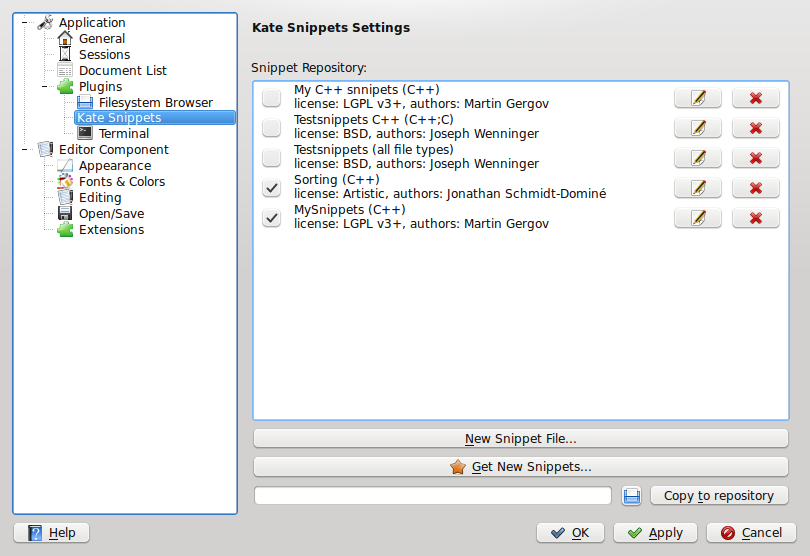 Application
General
Sessions
Document List
Plugins
Filesystem Browser
Kate Snippets
Terminal
Editor Component
Appearance
Fonts & Colors
Editing
Open/Save
Extensions
Kate Snippets Settings
Snippet Repository:
My C++ snnipets (C++)
license: LGPL v3+, authors: Martin Gergov
Testsnippets C++ (C++;C)
license: BSD, authors: Joseph Wenninger
Testsnippets (all file types)
license: BSD, authors: Joseph Wenninger
Sorting (C++)
license: Artistic, authors: Jonathan Schmidt-Dominé
MySnippets (C++)
license: LGPL v3+, authors: Martin Gergov
New Snippet File...
Get New Snippets...
Copy to repository
Help
OK
Apply
Cancel